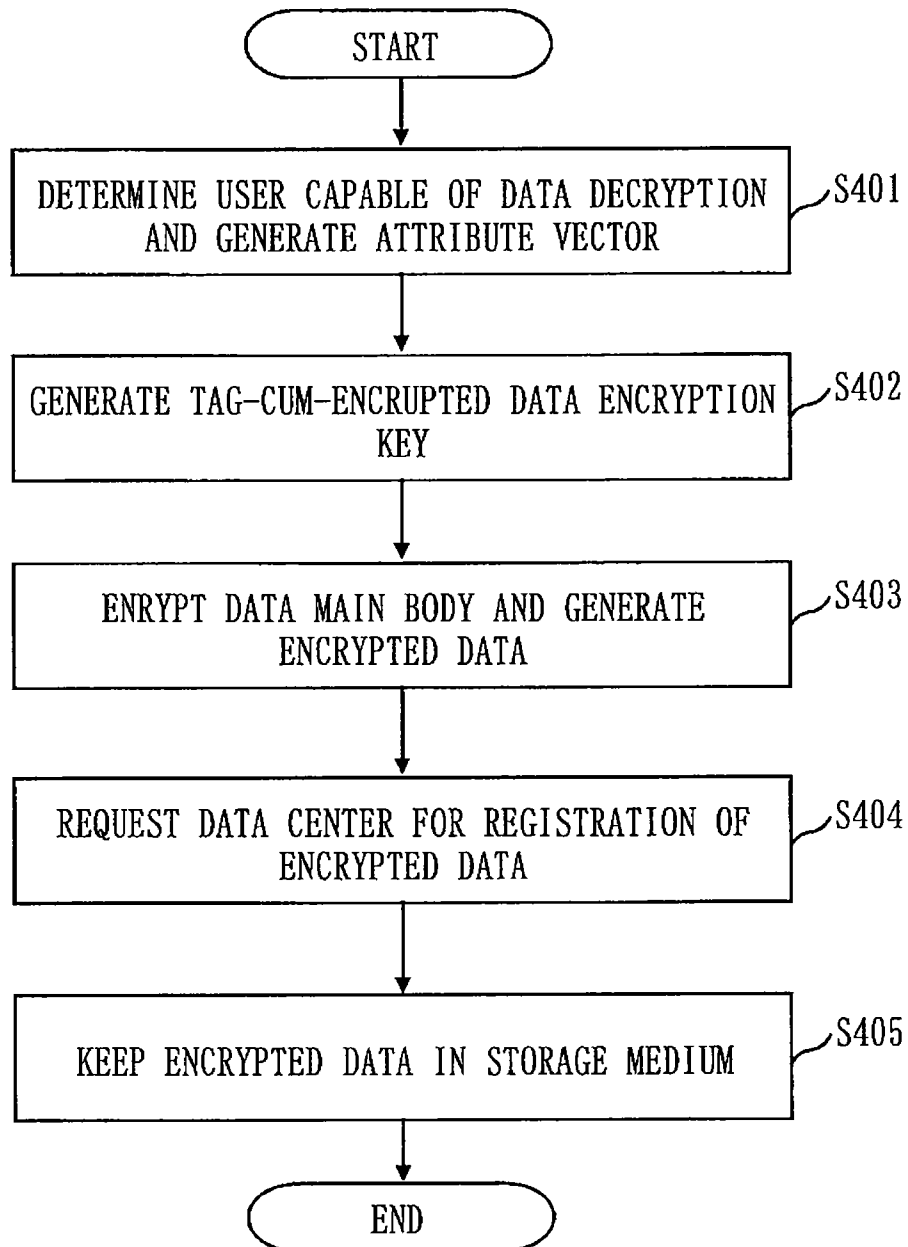 START
DETERMINE USER CAPABLE OF DATA DECRYPTION
AND GENERATE ATTRIBUTE VECTOR
S401
GENERATE TAG-CUM-ENCRUPTED DATA ENCRYPTION
KEY
S402
ENRYPT DATA MAIN BODY AND GENERATE
ENCRYPTED DATA
S403
REQUEST DATA CENTER FOR REGISTRATION OF
ENCRYPTED DATA
S404
KEEP ENCRYPTED DATA IN STORAGE MEDIUM
S405
END